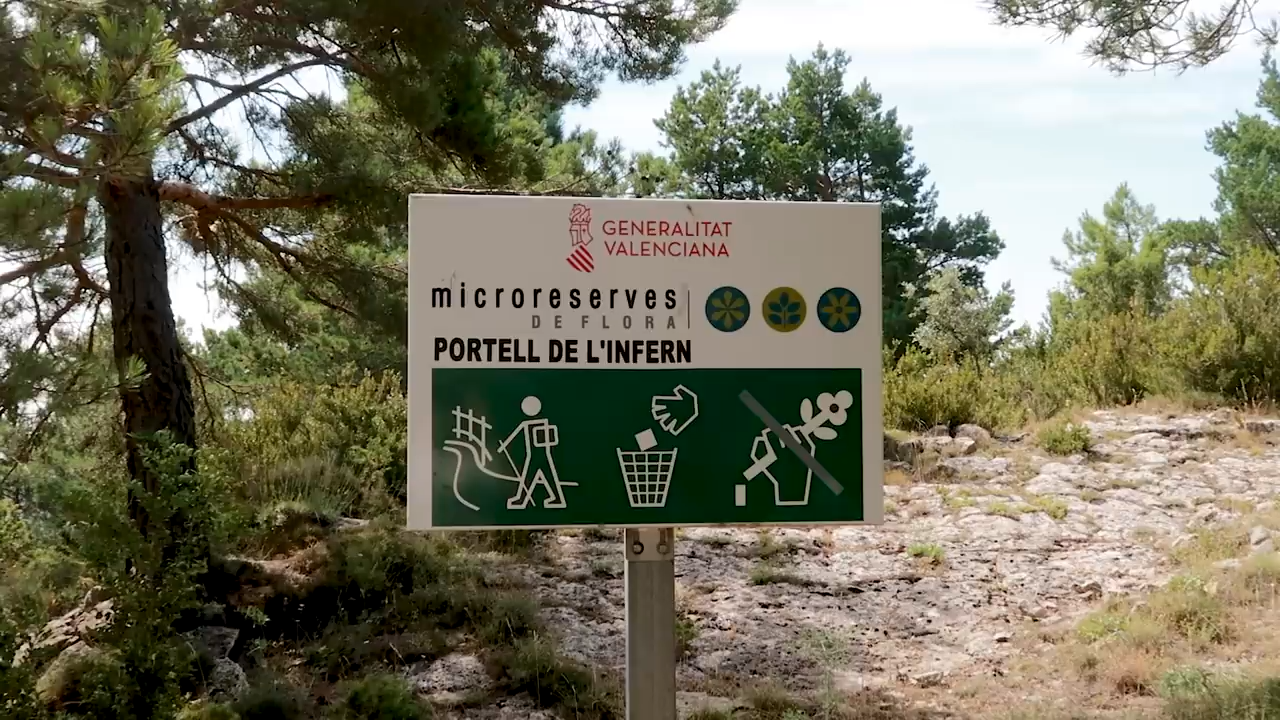 GENERALITAT
VALENCIANA
microreserves
DE FLORA
PORTELL DE L'INFERN